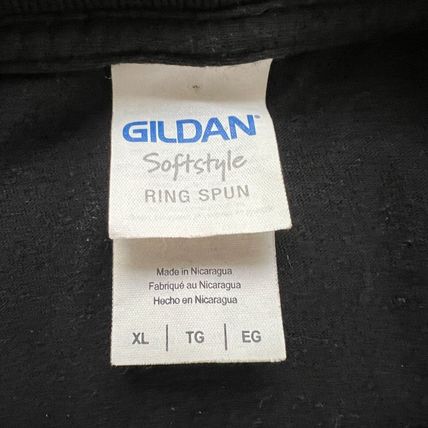 GILDAN®
Softstyle
RING SPUN
Made in Nicaragua
Fabriqué au Nicaragua
Hecho en Nicaragua
XL | TG | EG